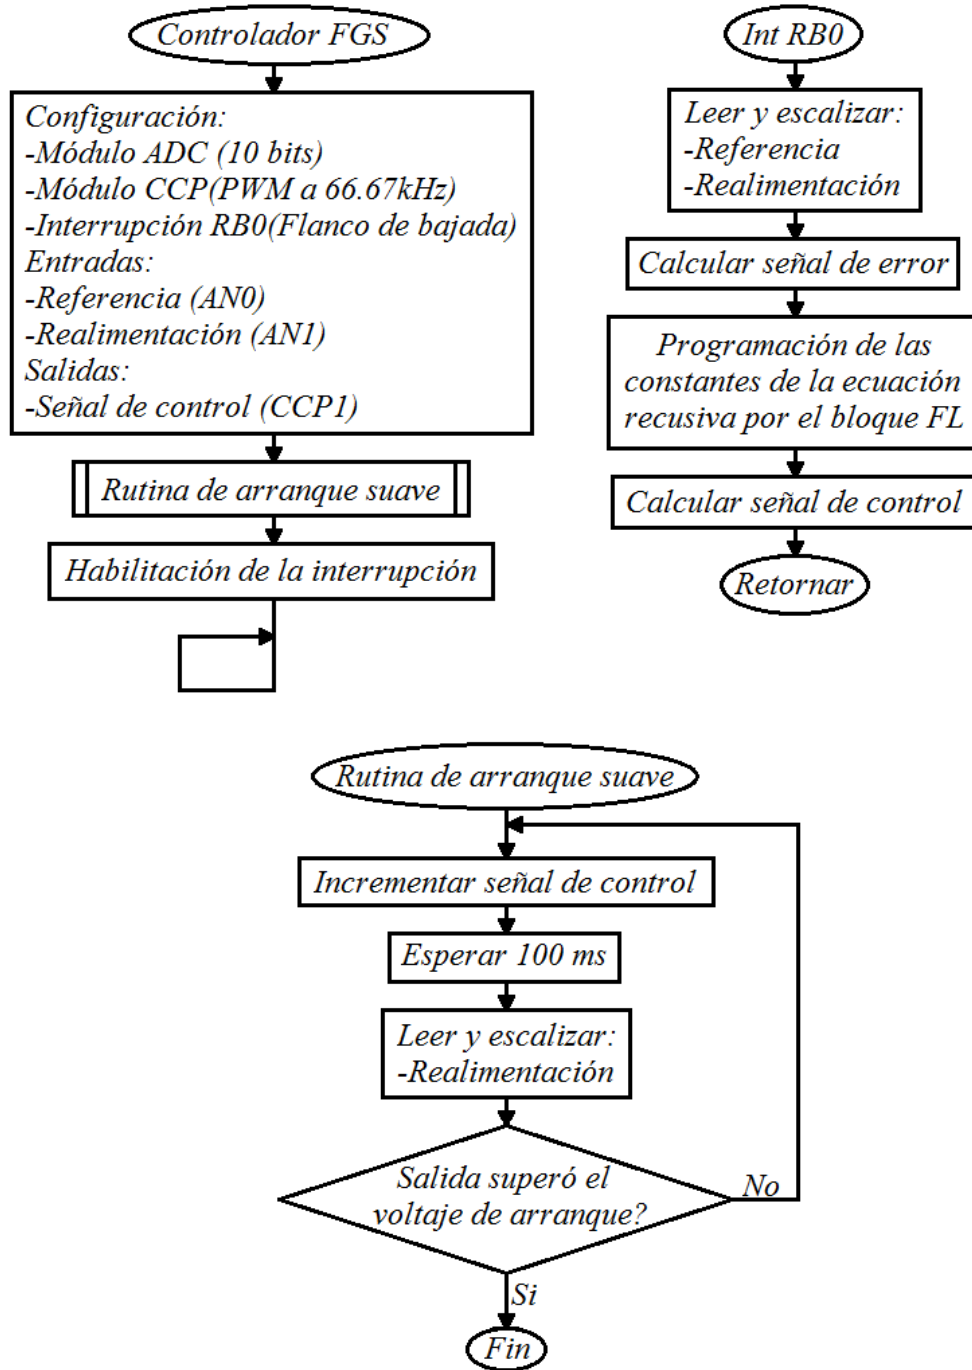 Controlador FGS
Configuración:
-Módulo ADC (10 bits)
-Módulo CCP(PWM a 66.67kHz)
-Interrupción RB0(Flanco de bajada)
Entradas:
-Referencia (AN0)
-Realimentación (AN1)
Salidas:
-Señal de control (CCP1)
Rutina de arranque suave
Habilitación de la interrupción
Int RB0
Leer y escalizar:
-Referencia
-Realimentación
Calcular señal de error
Programación de las
constantes de la ecuación
recusiva por el bloque FL
Calcular señal de control
Retornar
Rutina de arranque suave
Incrementar señal de control
Esperar 100 ms
Leer y escalizar:
-Realimentación
Salida superó el
voltaje de arranque?
No
Si
Fin